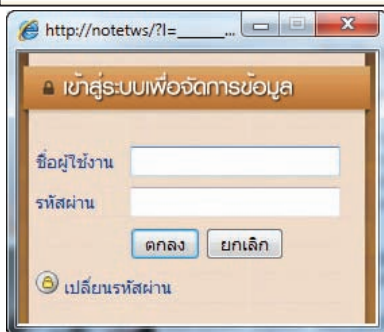 http://notetws/?l=______...
เข้าสู่ระบบเพื่อจัดการข้อมูล
ชื่อผู้ใช้งาน
รหัสผ่าน
ตกลง ยกเลิก
เปลี่ยนรหัสผ่าน